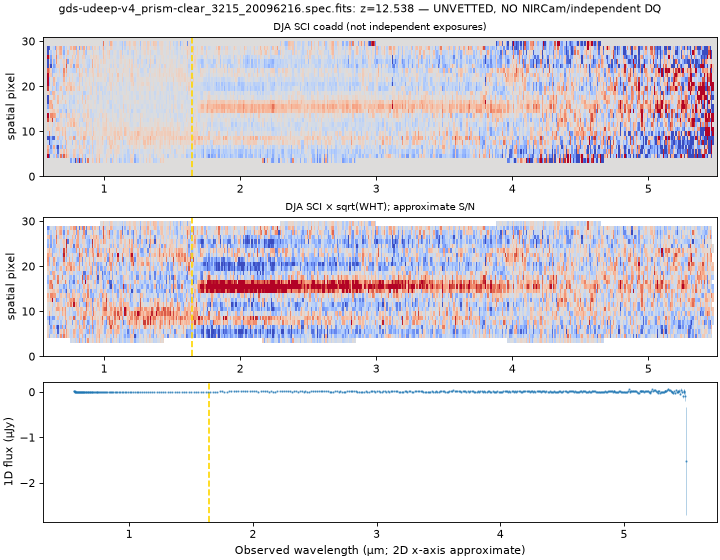 gds-udeep-v4_prism-clear_3215_20096216.spec.fits: z=12.538 — UNVETTED, NO NIRCam/independent DQ
DJA SCI coadd (not independent exposures)
30
20
10
0
spatial pixel
1 2 3 4 5
DJA SCI × sqrt(WHT); approximate S/N
30
20
10
0
spatial pixel
1 2 3 4 5
0
−1
−2
1D flux (μJy)
1 2 3 4 5
Observed wavelength (μm; 2D x-axis approximate)